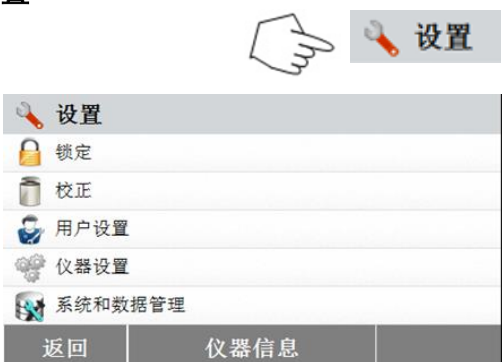 设置
设置
锁定
校正
用户设置
仪器设置
系统和数据管理
返回 仪器信息